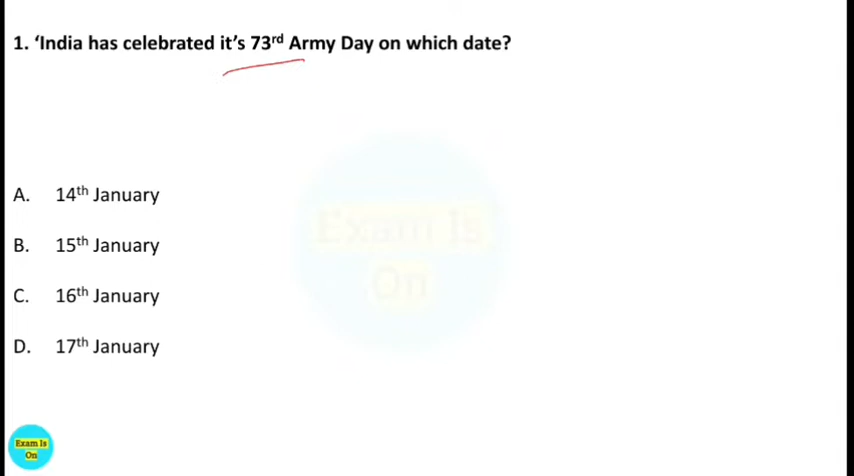 1. ‘India has celebrated it’s 73rd Army Day on which date?
A. 14th January
B. 15th January
C. 16th January
D. 17th January
Exam Is
On
Exam Is
On